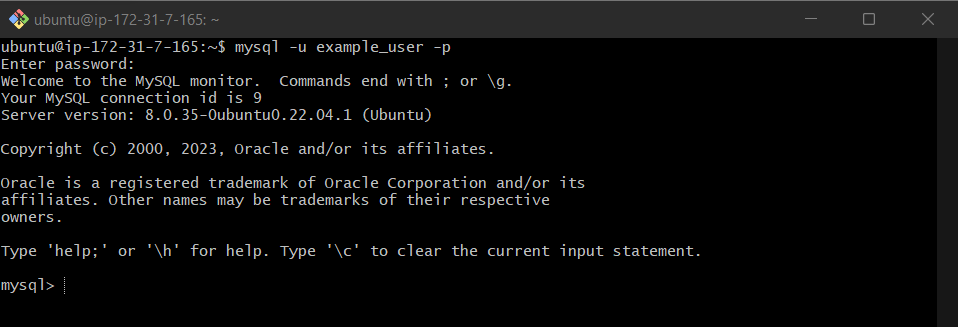 ubuntu@ip-172-31-7-165: ~
ubuntu@ip-172-31-7-165:~$ mysql -u example_user -p
Enter password:
Welcome to the MySQL monitor.  Commands end with ; or \g.
Your MySQL connection id is 9
Server version: 8.0.35-0ubuntu0.22.04.1 (Ubuntu)

Copyright (c) 2000, 2023, Oracle and/or its affiliates.

Oracle is a registered trademark of Oracle Corporation and/or its
affiliates. Other names may be trademarks of their respective
owners.

Type 'help;' or '\h' for help. Type '\c' to clear the current input statement.

mysql>